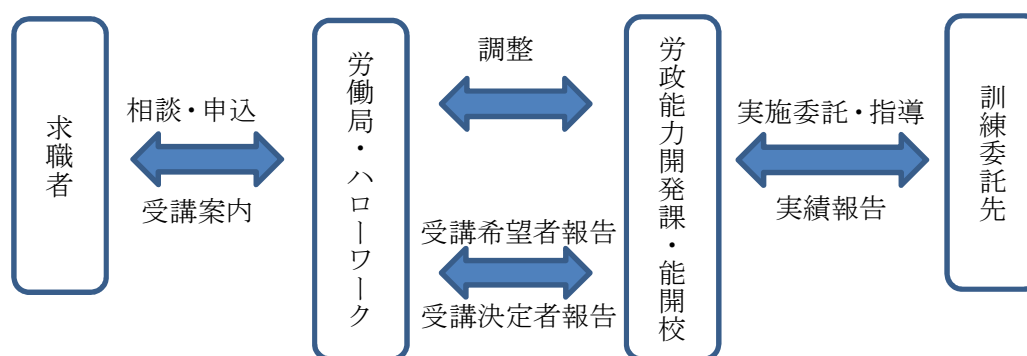 求職者
相談・申込
受講案内
労働局・ハローワーク
調整
受講希望者報告
受講決定者報告
労政能力開発課・能開校
実施委託・指導
実績報告
訓練委託先